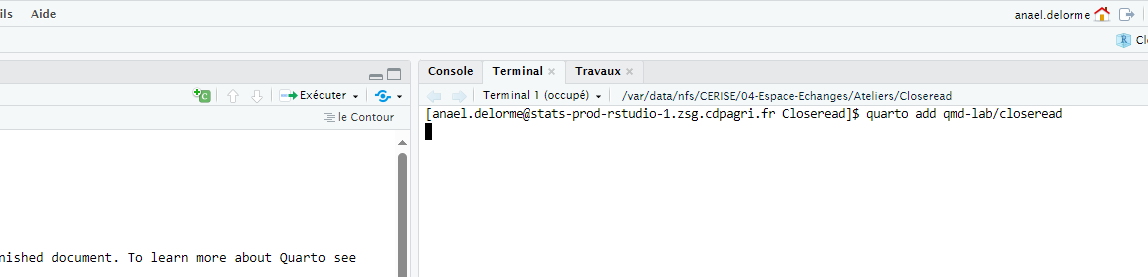 ils Aide
anael.delorme
Cl
Console Terminal × Travaux ×
Exécuter
Terminal 1 (occupé) /var/data/nfs/CERISE/04-Espace-Echanges/Ateliers/Closeread
le Contour
[anael.delorme@stats-prod-rstudio-1.zsg.cdpagri.fr Closeread]$ quarto add qmd-lab/closeread
nished document. To learn more about Quarto see